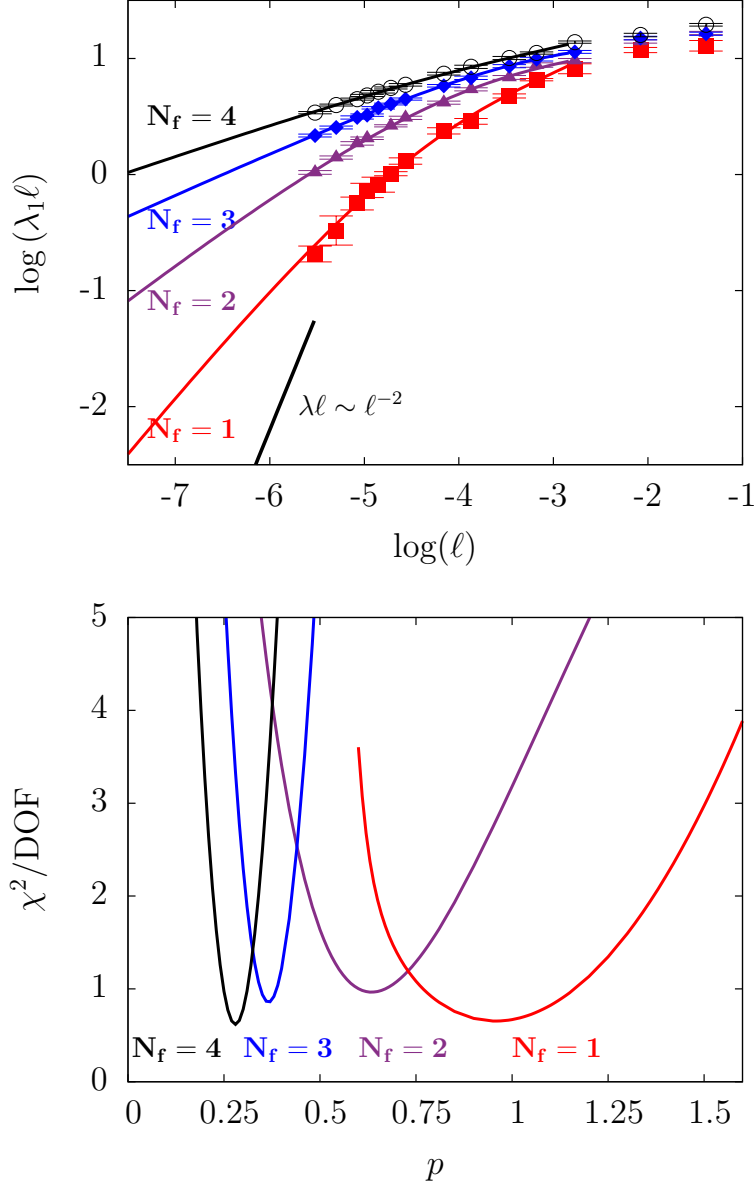 1
0
-1
-2
log (λ₁ℓ)
N_f = 4
N_f = 3
N_f = 2
N_f = 1
λℓ ∼ ℓ⁻²
-7 -6 -5 -4 -3 -2 -1
log(ℓ)
5
4
3
2
1
0
χ²/DOF
N_f = 4 N_f = 3 N_f = 2 N_f = 1
0 0.25 0.5 0.75 1 1.25 1.5
p